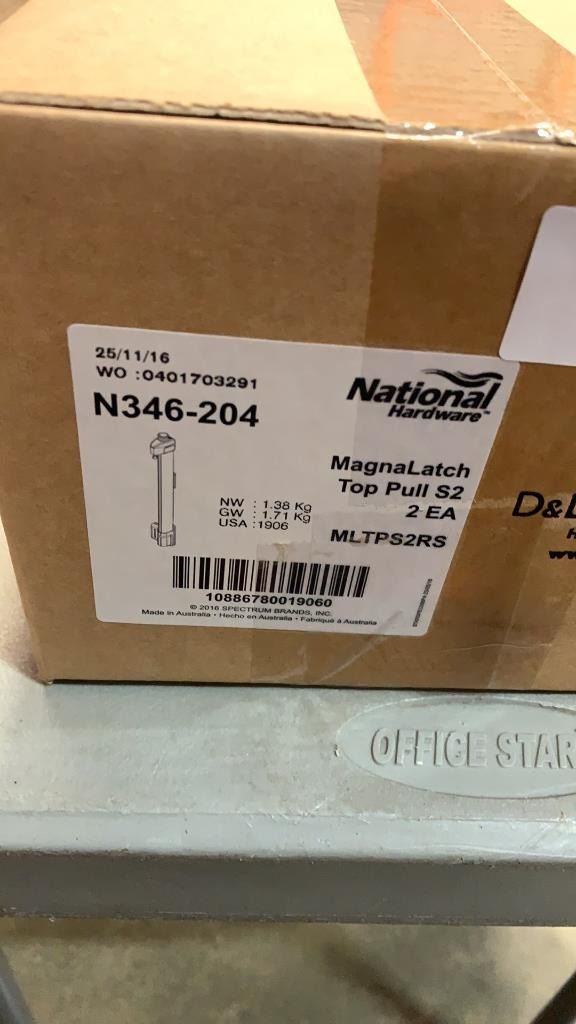 25/11/16
WO :0401703291
N346-204
National
Hardware™
MagnaLatch
Top Pull S2
2 EA
MLTPS2RS
NW : 1.38 Kg
GW : 1.71 Kg
USA :1906
10886780019060
© 2016 SPECTRUM BRANDS, INC.
Made in Australia • Hecho en Australia • Fabriqué à Australia
D&
OFFICE STAR